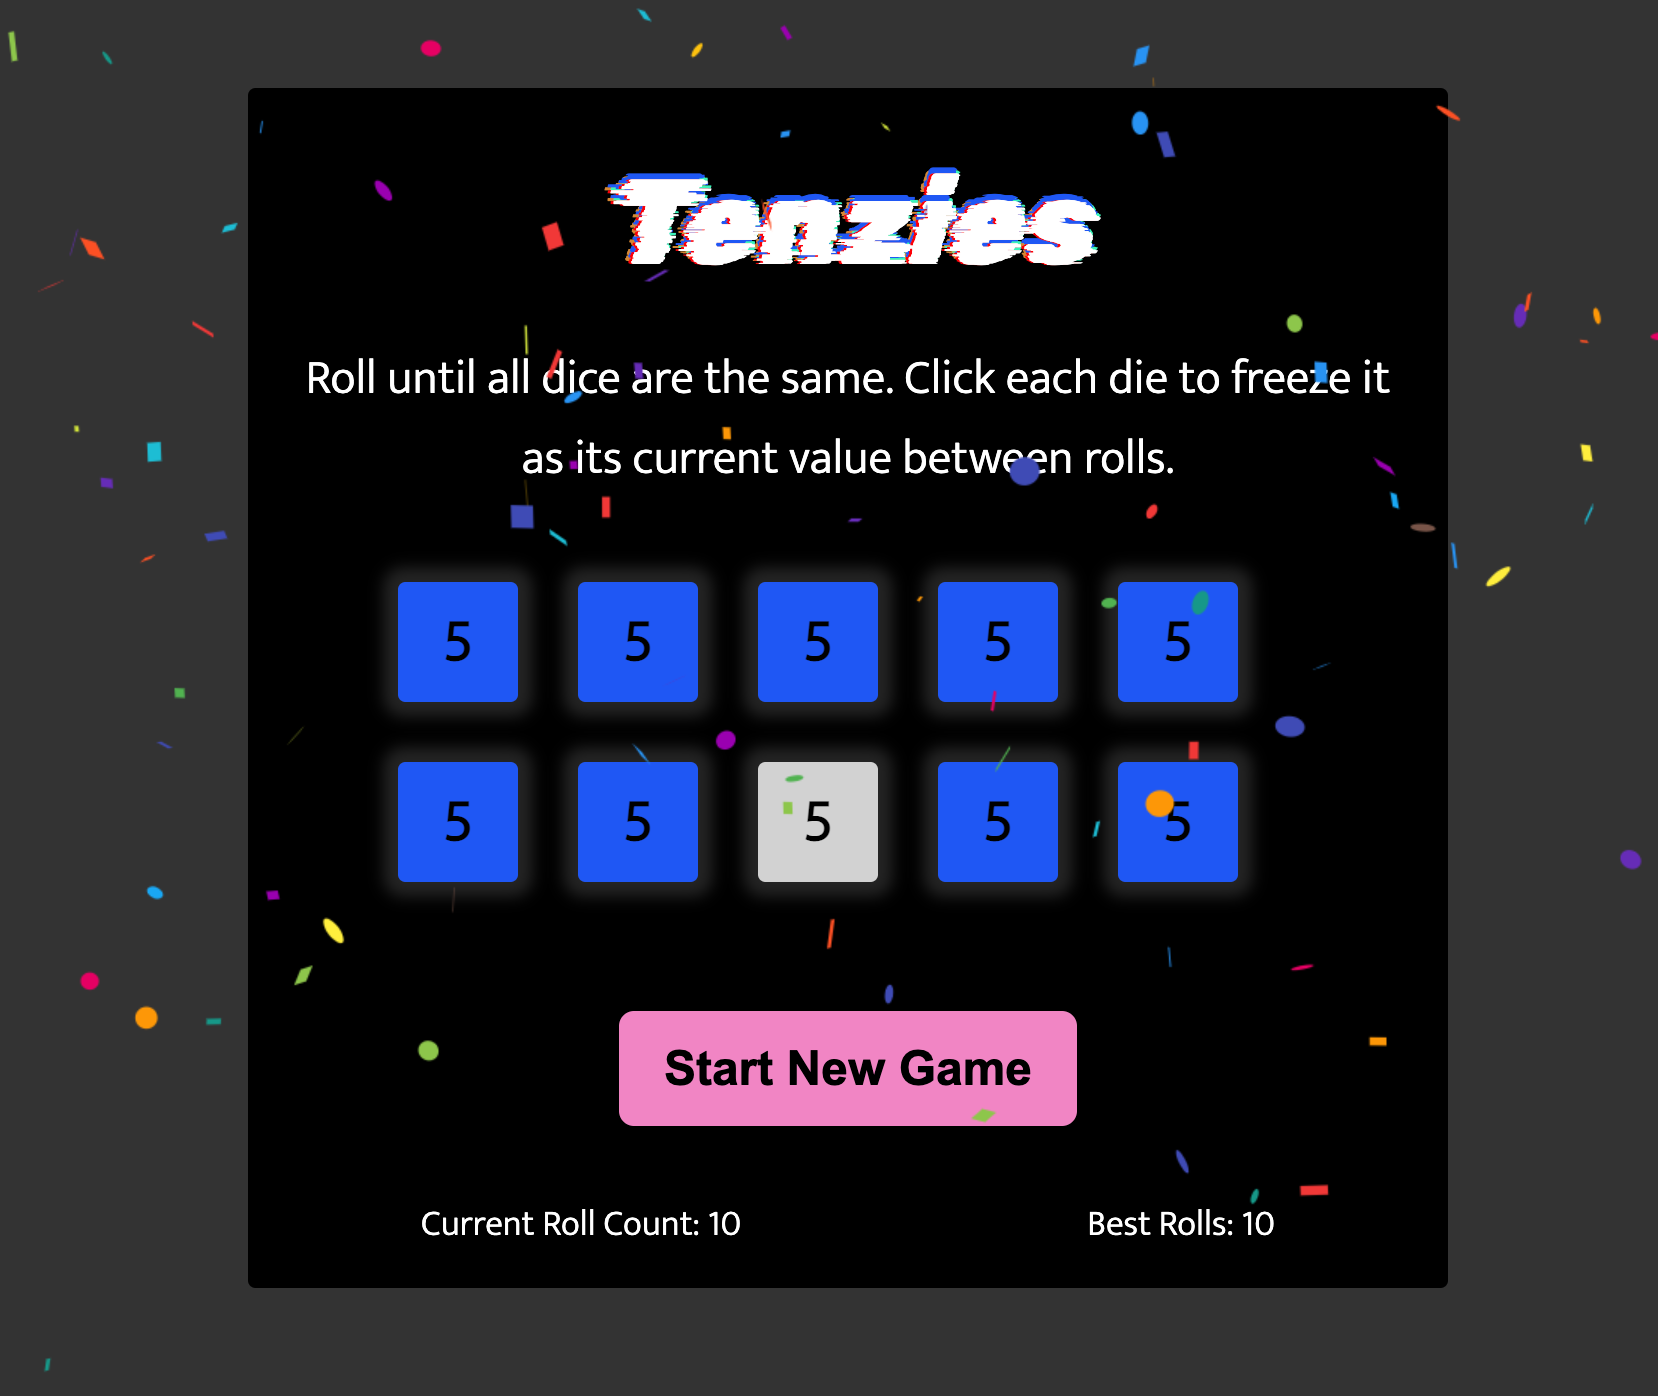 Tenzies
Roll until all dice are the same. Click each die to freeze it
as its current value between rolls.
5 5 5 5 5
5 5 5 5 5
Start New Game
Current Roll Count: 10 Best Rolls: 10